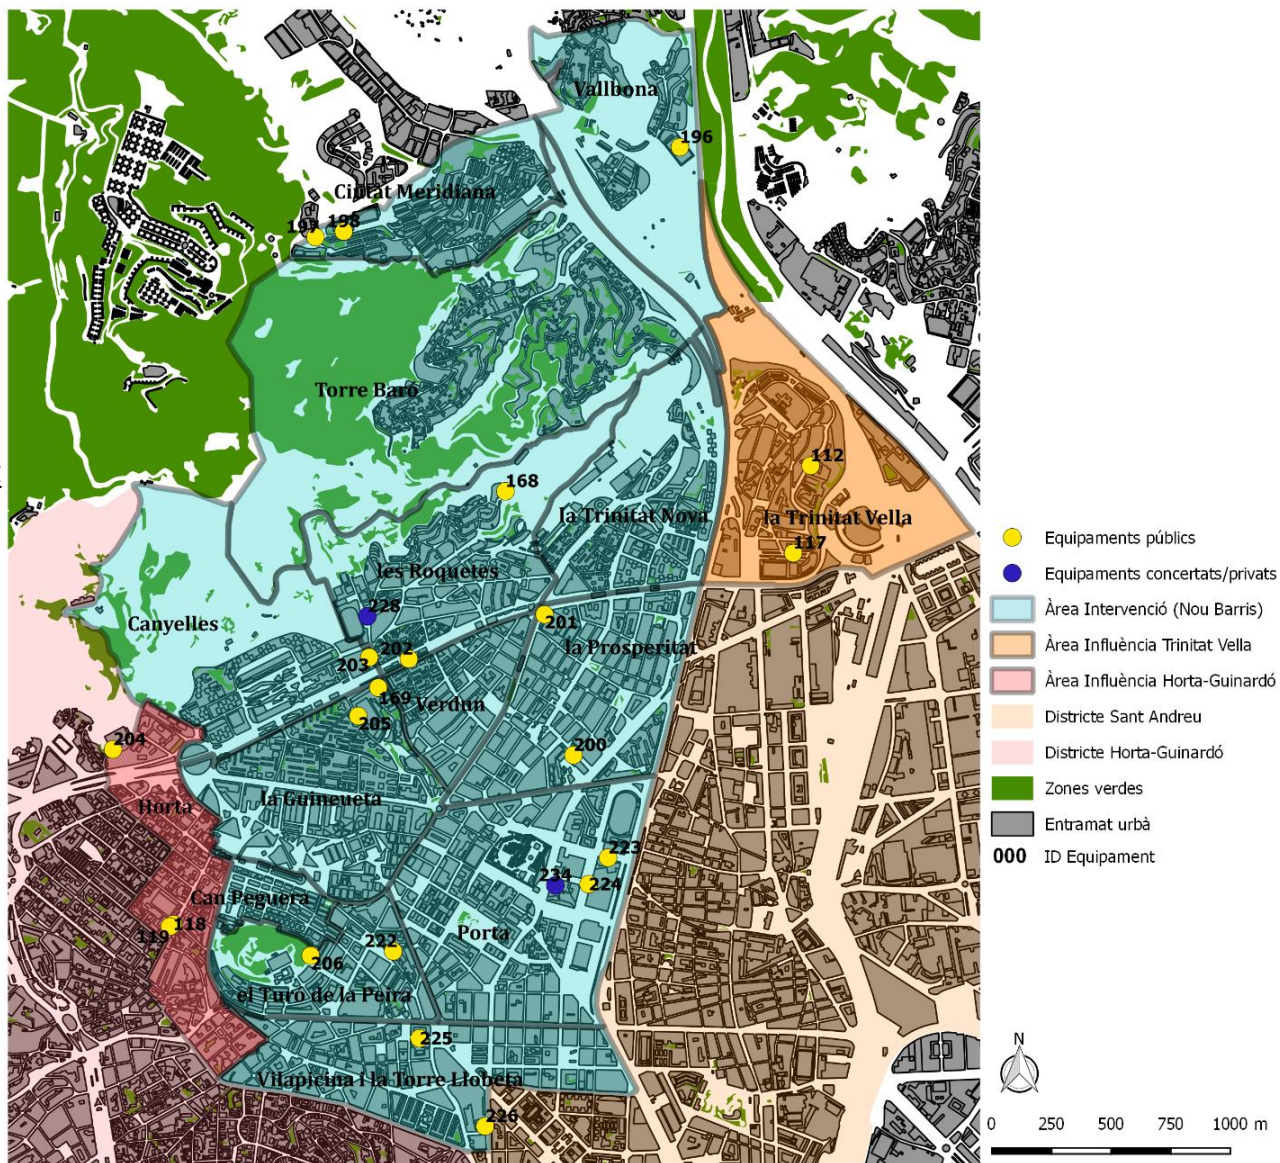 Vallbona
196
Ciutat Meridiana
197
198
Torre Baró
112
168
la Trinitat Nova
la Trinitat Vella
117
les Roquetes
228
Canyelles
201
202
la Prosperitat
203
169
Verdun
205
204
200
la Guineueta
Horta
223
234
224
Can Peguera
118
119
222
Porta
206
el Turo de la Peira
225
Vilapicina i la Torre Llobeta
226
Equipaments públics
Equipaments concertats/privats
Àrea Intervenció (Nou Barris)
Àrea Influència Trinitat Vella
Àrea Influència Horta-Guinardó
Districte Sant Andreu
Districte Horta-Guinardó
Zones verdes
Entramat urbà
000 ID Equipament
N
0 250 500 750 1000 m